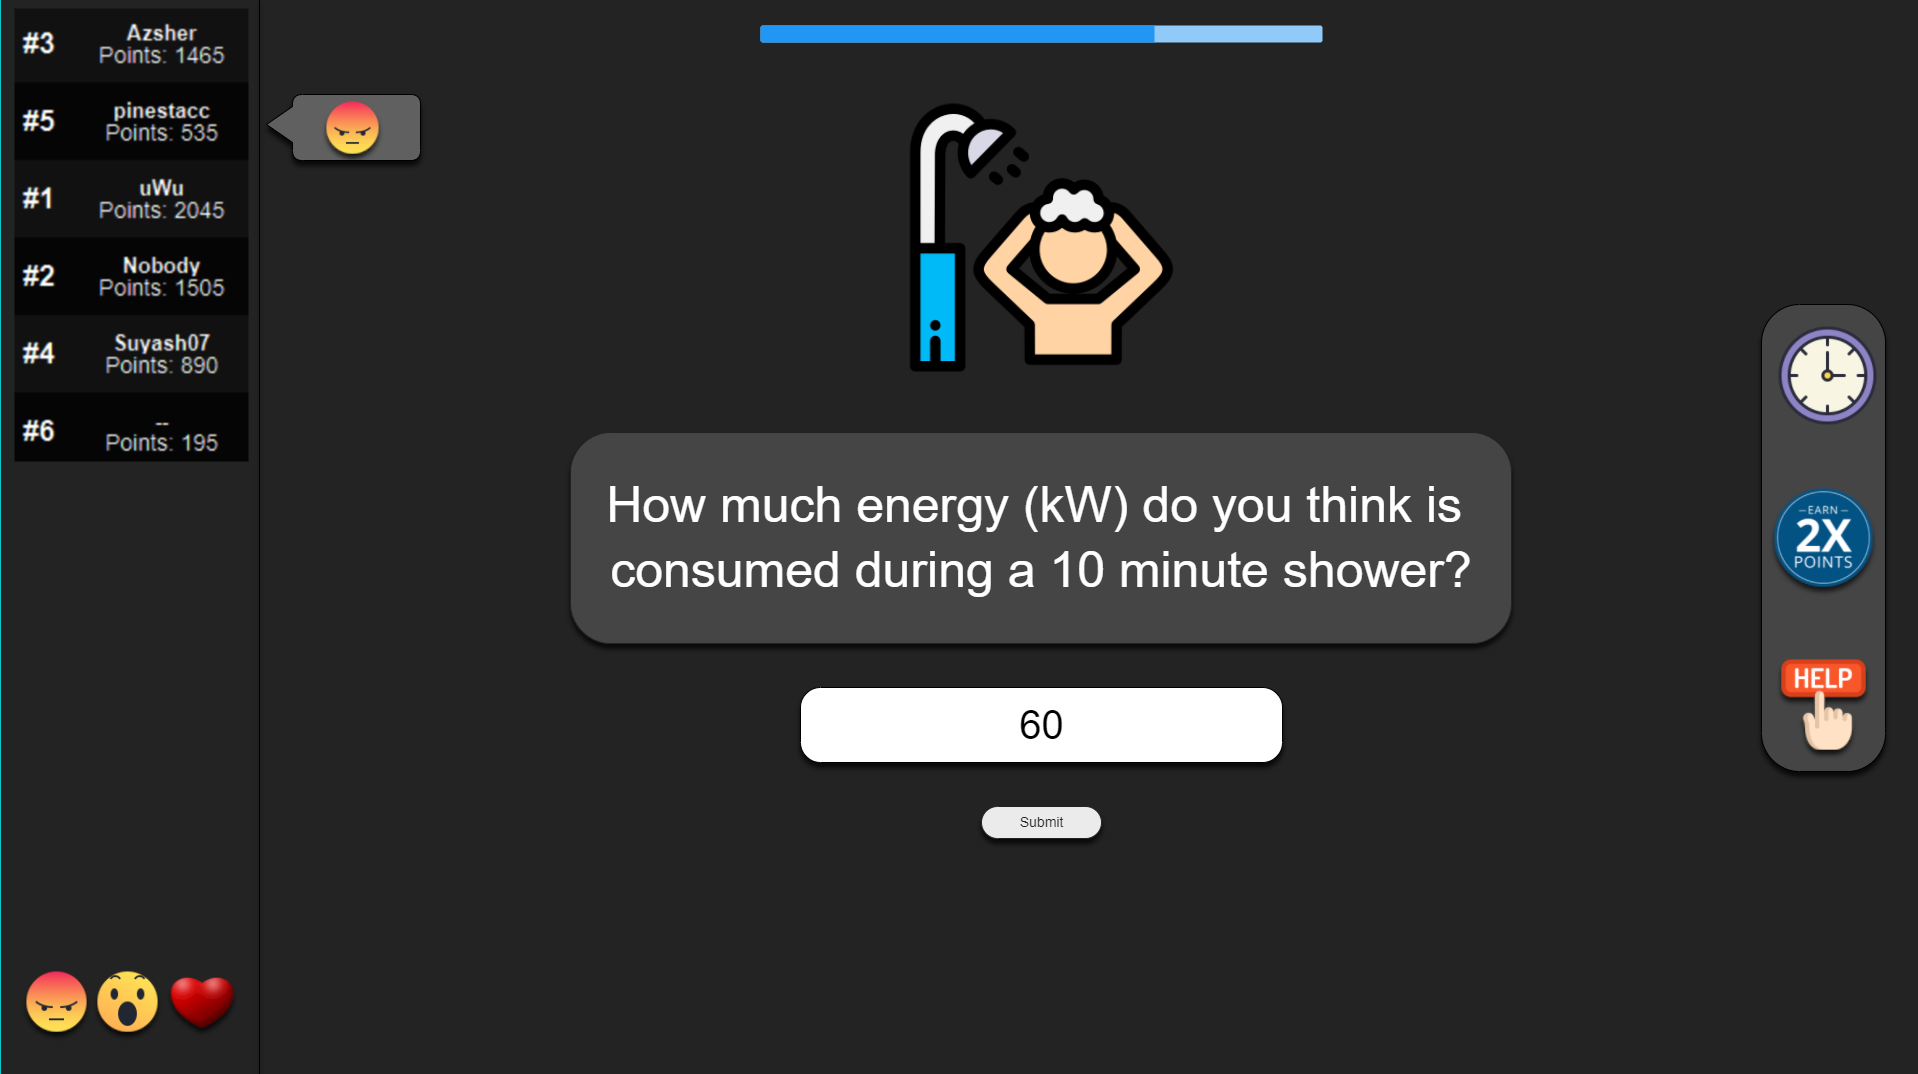 #3
Azsher
Points: 1465
#5
pinestacc
Points: 535
#1
uWu
Points: 2045
#2
Nobody
Points: 1505
#4
Suyash07
Points: 890
#6
--
Points: 195
How much energy (kW) do you think is
consumed during a 10 minute shower?
60
Submit
EARN
2X
POINTS
HELP